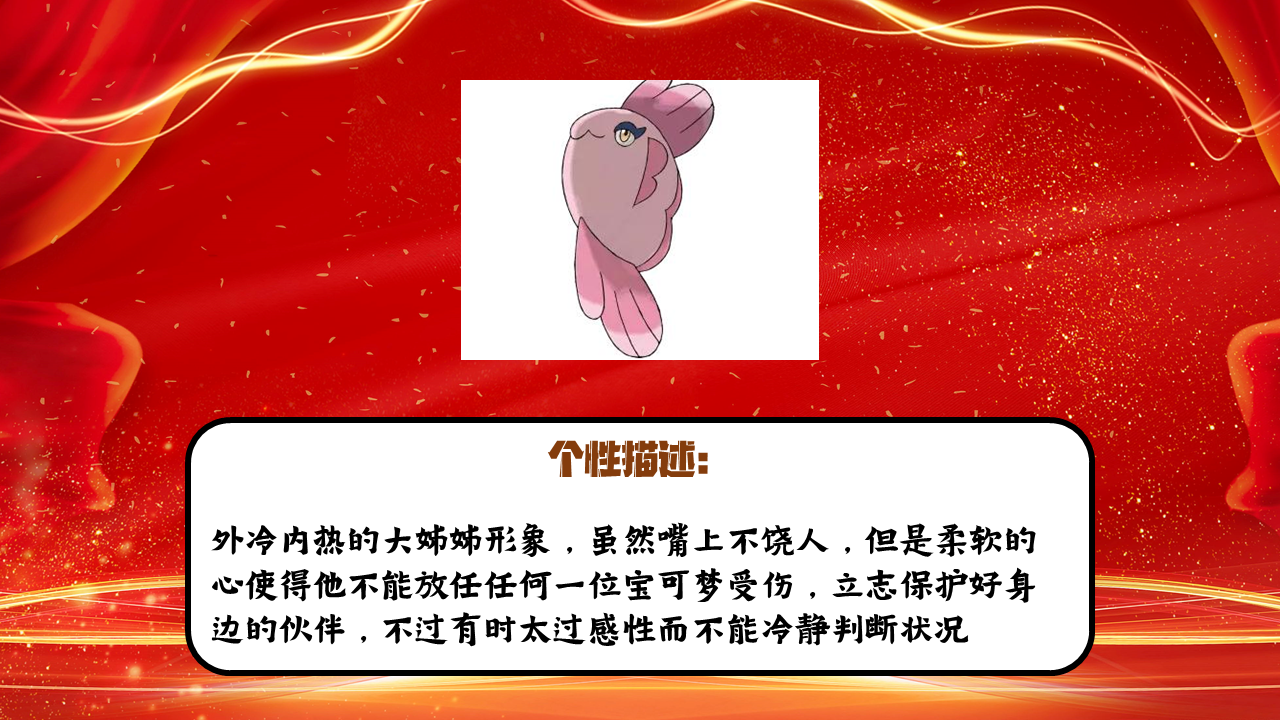 个性描述:
外冷内热的大姊姊形象，虽然嘴上不饶人，但是柔软的
心使得他不能放任任何一位宝可梦受伤，立志保护好身
边的伙伴，不过有时太过感性而不能冷静判断状况